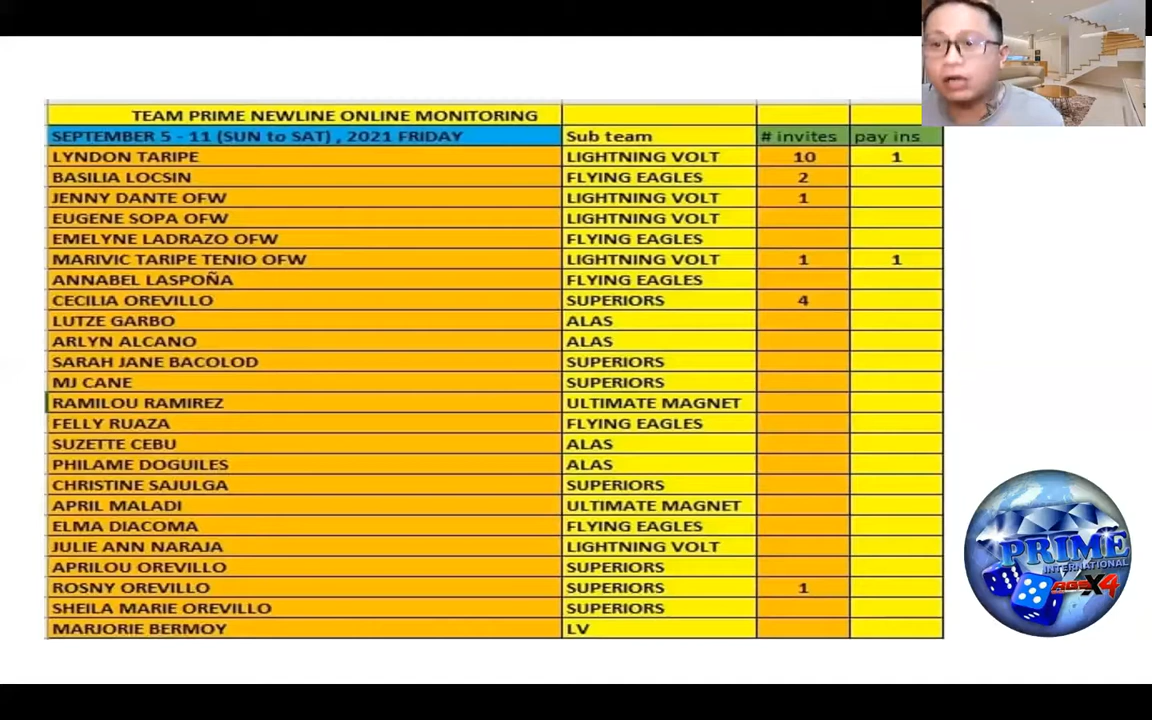 TEAM PRIME NEWLINE ONLINE MONITORING
SEPTEMBER 5 - 11 (SUN to SAT) , 2021 FRIDAY Sub team # invites pay ins
LYNDON TARIPE LIGHTNING VOLT 10 1
BASILIA LOCSIN FLYING EAGLES 2
JENNY DANTE OFW LIGHTNING VOLT 1
EUGENE SOPA OFW LIGHTNING VOLT
EMELYNE LADRAZO OFW FLYING EAGLES
MARIVIC TARIPE TENIO OFW LIGHTNING VOLT 1 1
ANNABEL LASPOÑA FLYING EAGLES
CECILIA OREVILLO SUPERIORS 4
LUTZE GARBO ALAS
ARLYN ALCANO ALAS
SARAH JANE BACOLOD SUPERIORS
MJ CANE SUPERIORS
RAMILOU RAMIREZ ULTIMATE MAGNET
FELLY RUAZA FLYING EAGLES
SUZETTE CEBU ALAS
PHILAME DOGUILES ALAS
CHRISTINE SAJULGA SUPERIORS
APRIL MALADI ULTIMATE MAGNET
ELMA DIACOMA FLYING EAGLES
JULIE ANN NARAJA LIGHTNING VOLT
APRILOU OREVILLO SUPERIORS
ROSNY OREVILLO SUPERIORS 1
SHEILA MARIE OREVILLO SUPERIORS
MARJORIE BERMOY LV
PRIME
INTERNATIONAL
X4